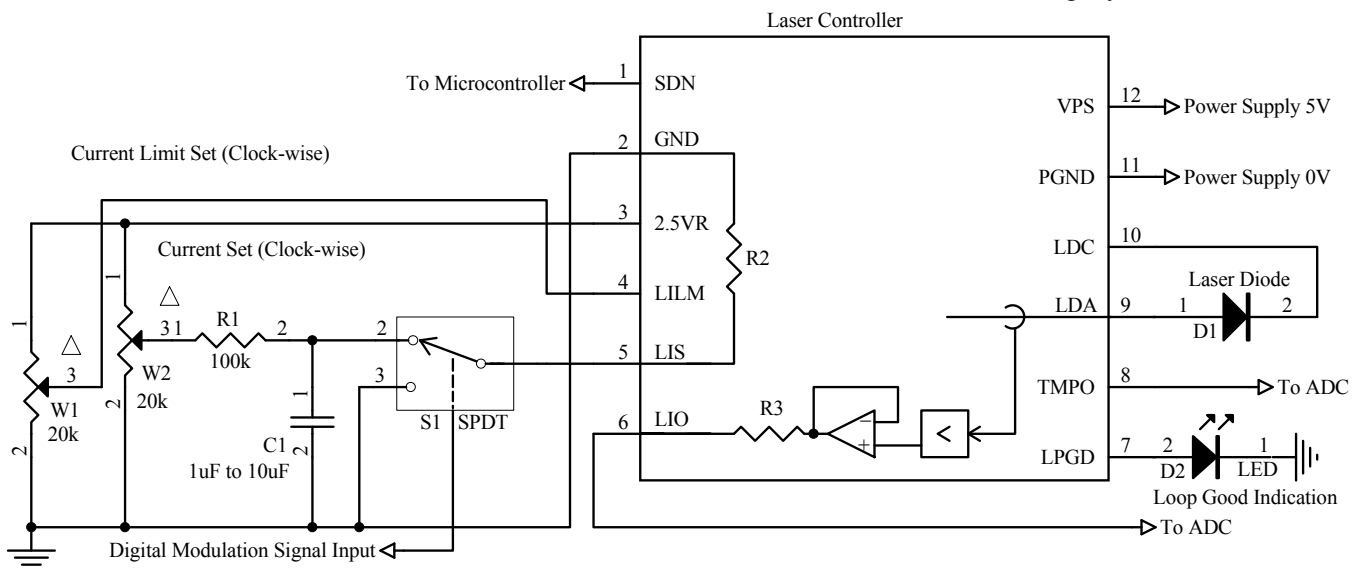 Laser Controller
To Microcontroller
1
SDN
VPS
12
Power Supply 5V
2
GND
PGND
11
Power Supply 0V
Current Limit Set (Clock-wise)
3
2.5VR
LDC
10
Current Set (Clock-wise)
R2
4
LILM
Laser Diode
LDA
9
1
2
D1
1
1
3
W1
20k
2
3
1
W2
20k
2
R1
100k
2
2
3
S1
SPDT
5
LIS
TMPO
8
To ADC
1
C1
2
1uF to 10uF
6
LIO
R3
−
+
<
LPGD
7
2
1
D2
LED
Loop Good Indication
To ADC
Digital Modulation Signal Input